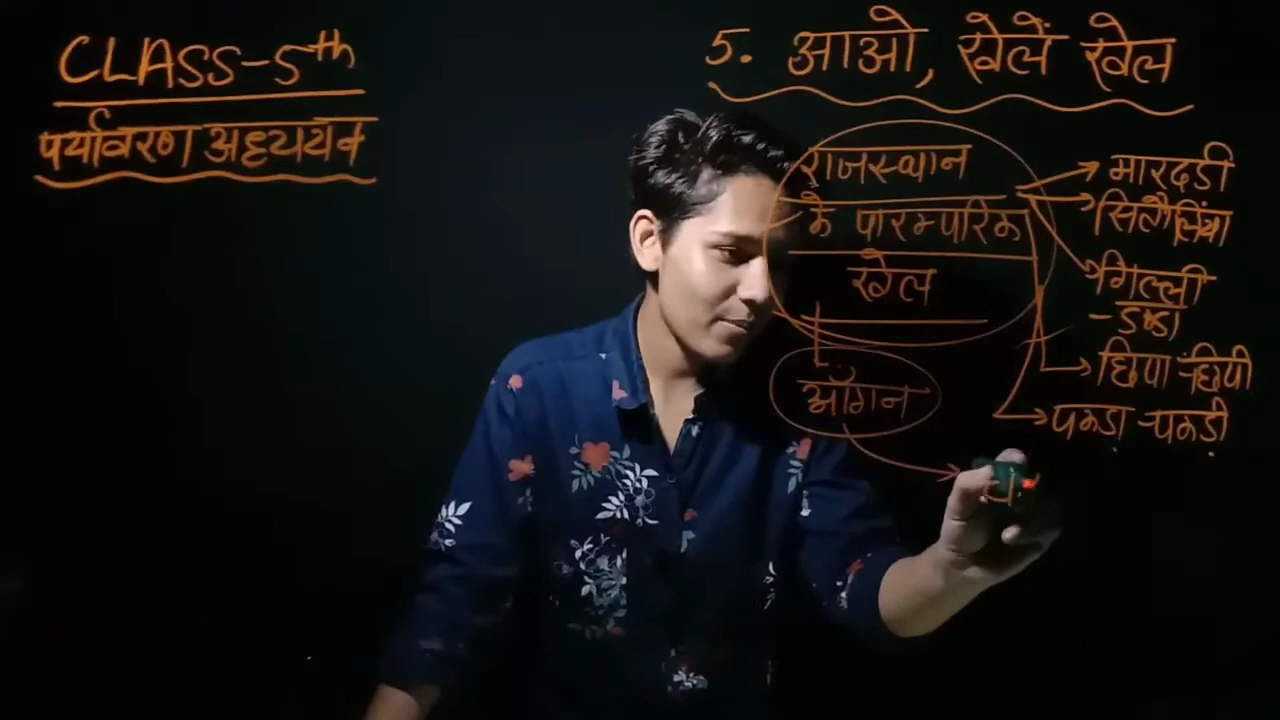 CLASS-5th
पर्यावरण अध्ययन
5. आओ, खेलें खेल
राजस्थान
के पारम्परिक
खेल
आँगन
मारदडी
सितौलिया
गिल्ली
-डंडा
छिपा-छिपी
पकड़ा-पकड़ी